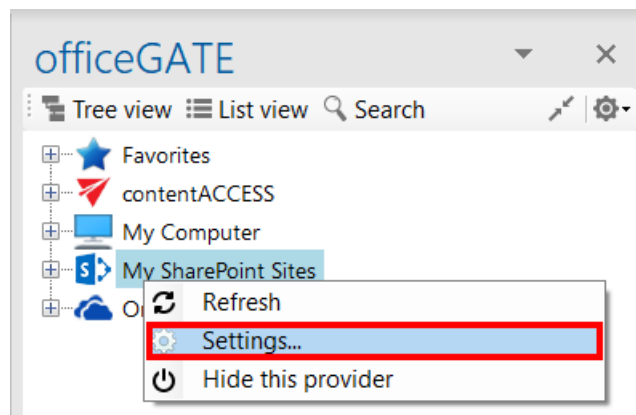 officeGATE
Tree view List view Search
Favorites
contentACCESS
My Computer
My SharePoint Sites
Refresh
Settings...
Hide this provider